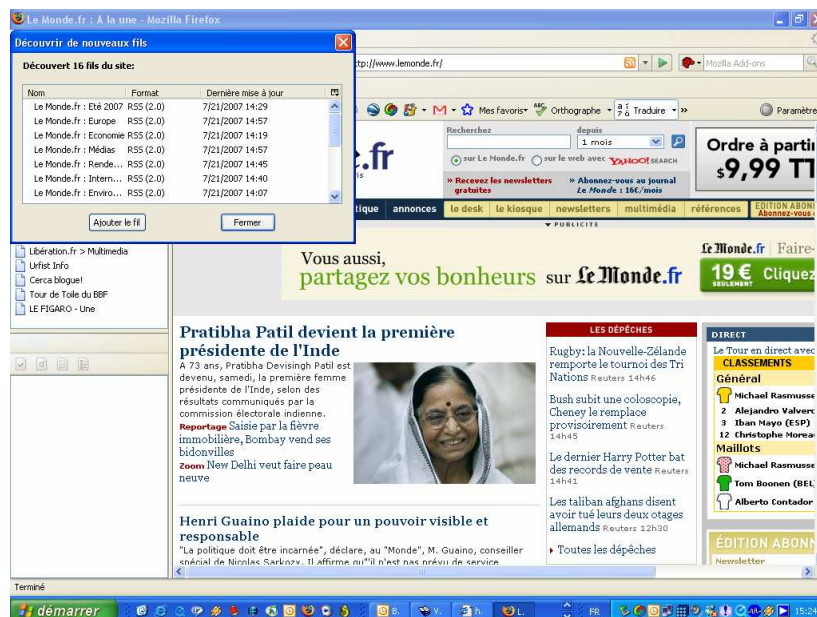 Le Monde.fr : A la une - Mozilla Firefox
Découvrir de nouveaux fils
Découvert 16 fils du site:
Nom Format Dernière mise à jour
Le Monde.fr : Eté 2007 RSS (2.0) 7/21/2007 14:29
Le Monde.fr : Europe RSS (2.0) 7/21/2007 14:57
Le Monde.fr : Economie RSS (2.0) 7/21/2007 14:19
Le Monde.fr : Médias RSS (2.0) 7/21/2007 14:57
Le Monde.fr : Rende... RSS (2.0) 7/21/2007 14:45
Le Monde.fr : Intern... RSS (2.0) 7/21/2007 14:40
Le Monde.fr : Enviro... RSS (2.0) 7/21/2007 14:07
Ajouter le fil Fermer
ttp://www.lemonde.fr/
Mozilla Add-ons
Mes favoris Orthographe Traduire Paramètre
Recherchez depuis
1 mois
sur Le Monde.fr sur le web avec YAHOO! SEARCH
» Recevez les newsletters gratuites
» Abonnez-vous au journal
Le Monde : 16€/mois
e.fr
Ordre à partir
$9,99 TT
tique annonces le desk le kiosque newsletters multimédia références EDITION ABON
Abonnez-vous
PUBLICITE
Libération.fr > Multimedia
Urfist Info
Cerca blogue!
Tour de Toile du BBF
LE FIGARO - Une
Vous aussi,
partagez vos bonheurs sur Le Monde.fr
Le Monde.fr Faire-
19 € SEULEMENT Cliquez
Pratibha Patil devient la première
présidente de l'Inde
A 73 ans, Pratibha Devisingh Patil est
devenu, samedi, la première femme
présidente de l'Inde, selon des
résultats communiqués par la
commission électorale indienne.
Reportage Saisie par la fièvre
immobilière, Bombay vend ses
bidonvilles
Zoom New Delhi veut faire peau
neuve
Henri Guaino plaide pour un pouvoir visible et
responsable
"La politique doit être incarnée", déclare, au "Monde", M. Guaino, conseiller
spécial de Nicolas Sarkozy. Il affirme qu'"il n'est pas prévu de service
LES DÉPÊCHES
Rugby: la Nouvelle-Zélande
remporte le tournoi des Tri
Nations Reuters 14h46
Bush subit une coloscopie,
Cheney le remplace
provisoirement Reuters
14h45
Le dernier Harry Potter bat
des records de vente Reuters
14h41
Les taliban afghans disent
avoir tué leurs deux otages
allemands Reuters 12h30
Toutes les dépêches
DIRECT
Le Tour en direct avec
CLASSEMENTS
Général
Michael Rasmusse
2 Alejandro Valverc
3 Iban Mayo (ESP)
12 Christophe Moreau
Maillots
Michael Rasmusse
Tom Boonen (BEL
Alberto Contador
ÉDITION ABONN
Newsletter
Terminé
démarrer B. V. h. L. FR 15:24